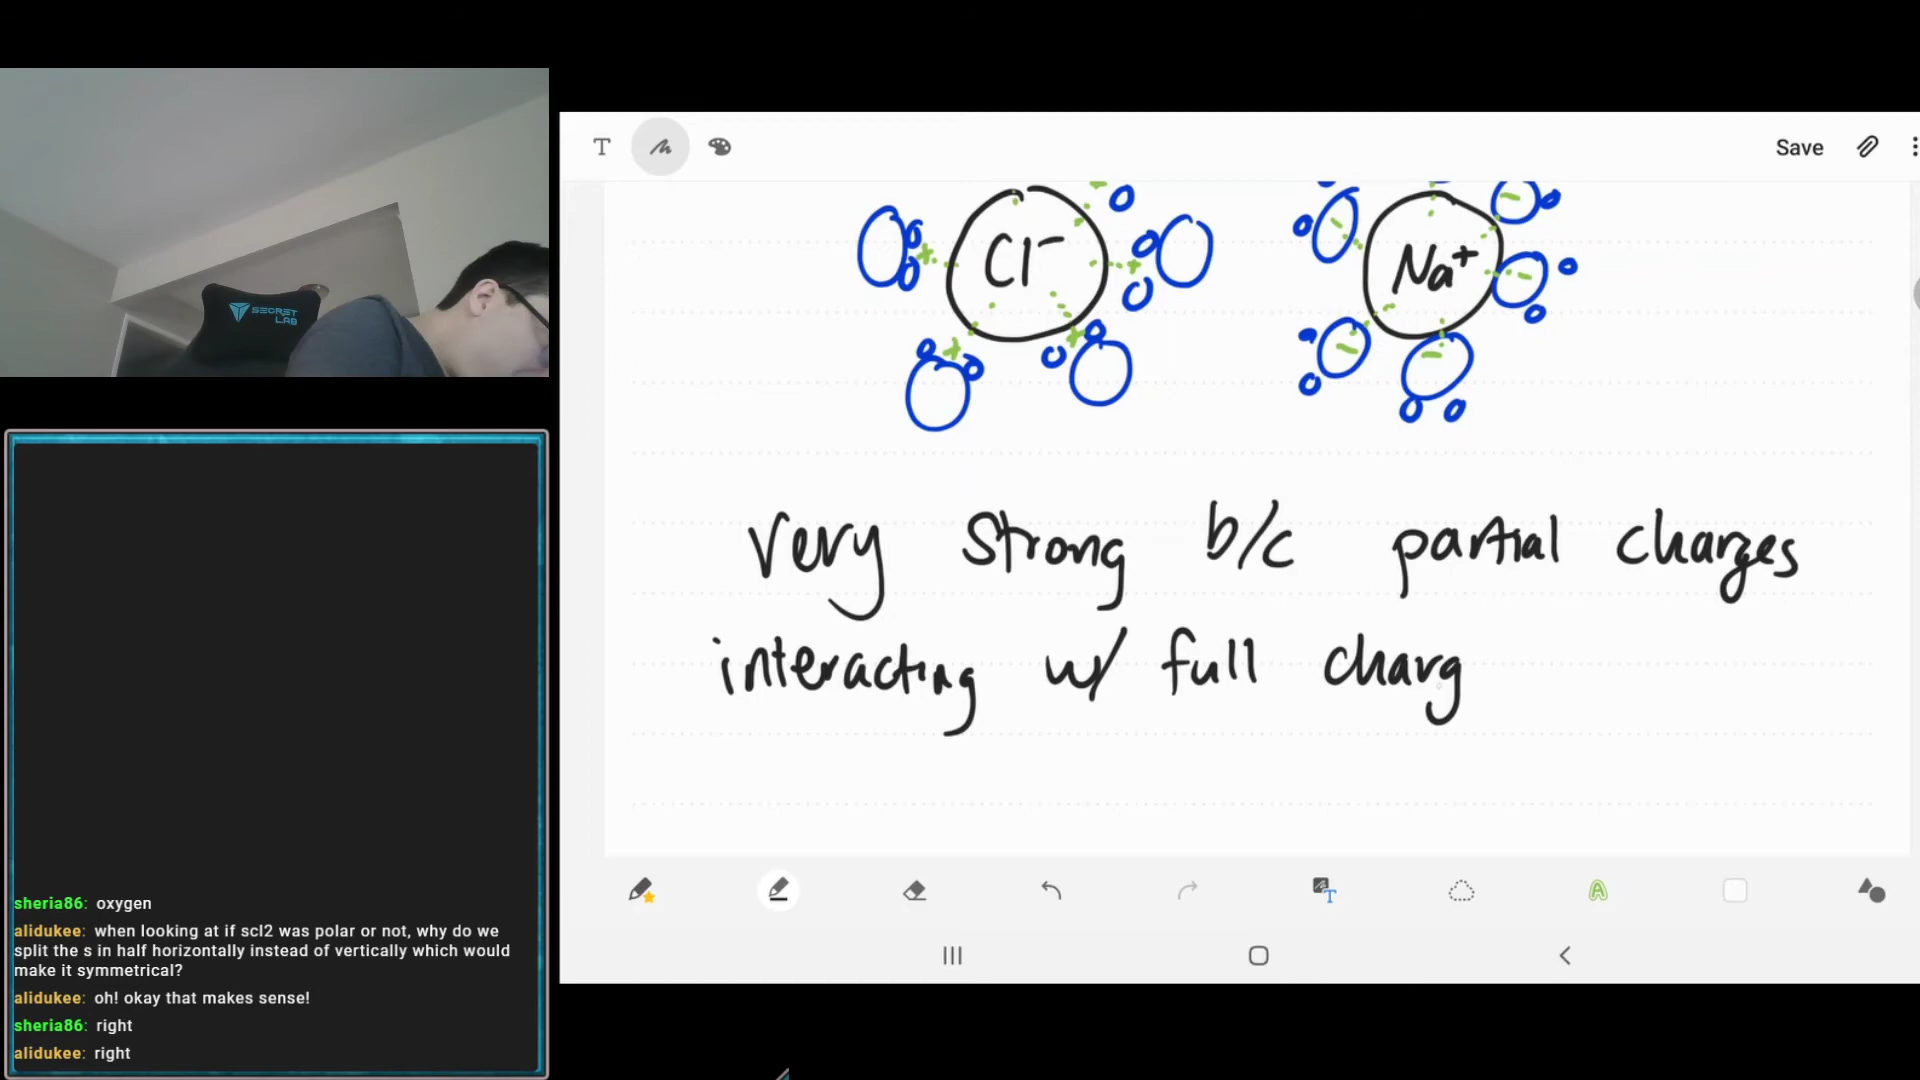 Save
Cl-
Na+
very strong b/c partial charges
interacting w/ full charg
SECRET
LAB
sheria86: oxygen
alidukee: when looking at if scl2 was polar or not, why do we
split the s in half horizontally instead of vertically which would
make it symmetrical?
alidukee: oh! okay that makes sense!
sheria86: right
alidukee: right